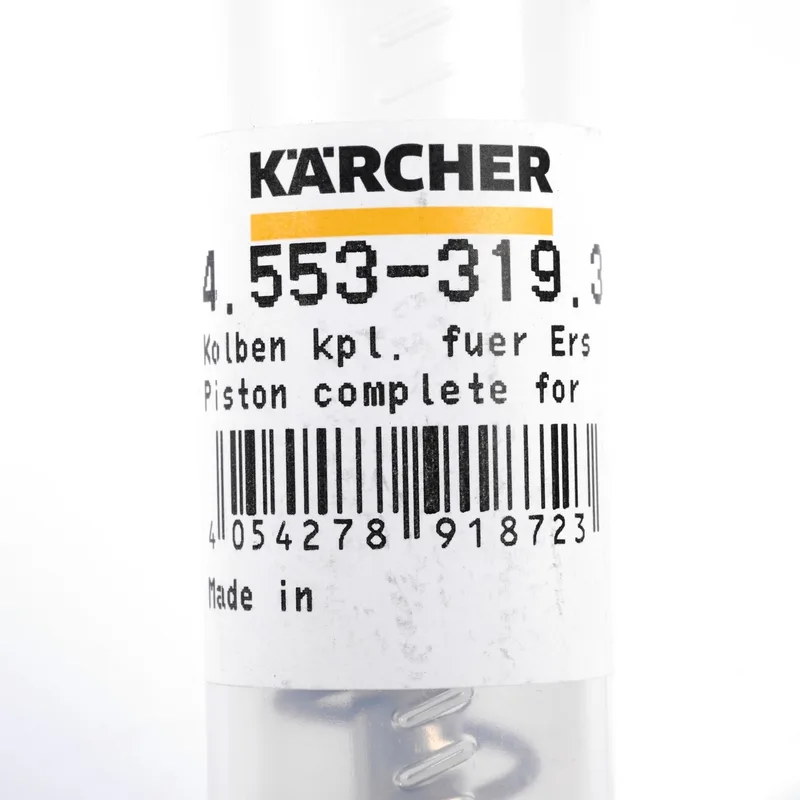 KÄRCHER
4.553-319.3
Kolben kpl. fuer Ers
Piston complete for
4 054278 918723
Made in